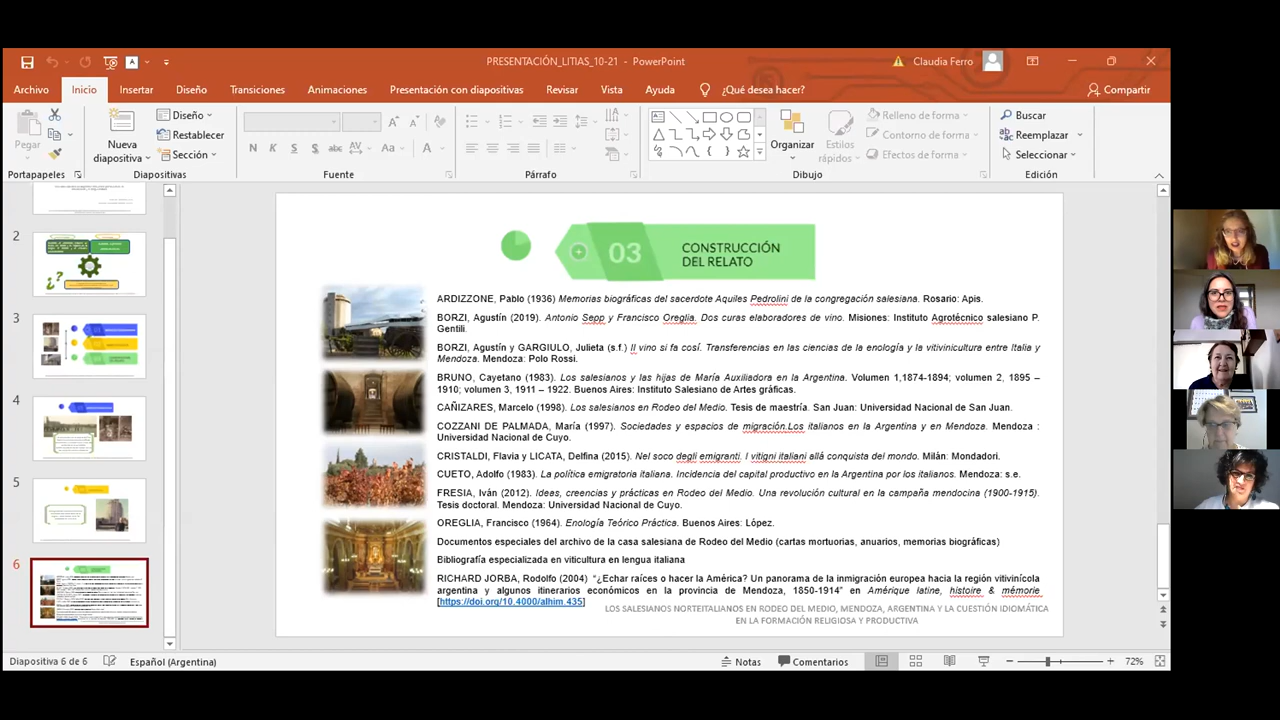 PRESENTACIÓN_LITIAS_10-21 - PowerPoint
Claudia Ferro
Archivo Inicio Insertar Diseño Transiciones Animaciones Presentación con diapositivas Revisar Vista Ayuda ¿Qué desea hacer? Compartir
Pegar
Nueva diapositiva
Diseño
Restablecer
Sección
N K S S abc AV Aa A
Organizar
Estilos rápidos
Relleno de forma
Contorno de forma
Efectos de forma
Buscar
Reemplazar
Seleccionar
Portapapeles Diapositivas Fuente Párrafo Dibujo Edición
2
3
4
5
6
03
CONSTRUCCIÓN
DEL RELATO
ARDIZZONE, Pablo (1936) Memorias biográficas del sacerdote Aquiles Pedrolini de la congregación salesiana. Rosario: Apis.
BORZI, Agustín (2019). Antonio Sepp y Francisco Oreglia. Dos curas elaboradores de vino. Misiones: Instituto Agrotécnico salesiano P.
Gentili.
BORZI, Agustín y GARGIULO, Julieta (s.f.) Il vino si fa cosí. Transferencias en las ciencias de la enología y la vitivinicultura entre Italia y
Mendoza. Mendoza: Polo Rossi.
BRUNO, Cayetano (1983). Los salesianos y las hijas de María Auxiliadora en la Argentina. Volumen 1,1874-1894; volumen 2, 1895 –
1910; volumen 3, 1911 – 1922. Buenos Aires: Instituto Salesiano de Artes gráficas.
CAÑIZARES, Marcelo (1998). Los salesianos en Rodeo del Medio. Tesis de maestría. San Juan: Universidad Nacional de San Juan.
COZZANI DE PALMADA, María (1997). Sociedades y espacios de migración.Los italianos en la Argentina y en Mendoza. Mendoza :
Universidad Nacional de Cuyo.
CRISTALDI, Flavia y LICATA, Delfina (2015). Nel soco degli emigranti. I vitigni italiani allá conquista del mondo. Milán: Mondadori.
CUETO, Adolfo (1983). La política emigratoria italiana. Incidencia del capital productivo en la Argentina por los italianos. Mendoza: s.e.
FRESIA, Iván (2012). Ideas, creencias y prácticas en Rodeo del Medio. Una revolución cultural en la campaña mendocina (1900-1915).
Tesis doctoral. Mendoza: Universidad Nacional de Cuyo.
OREGLIA, Francisco (1964). Enología Teórico Práctica. Buenos Aires: López.
Documentos especiales del archivo de la casa salesiana de Rodeo del Medio (cartas mortuorias, anuarios, memorias biográficas)
Bibliografía especializada en viticultura en lengua italiana
RICHARD JORBA, Rodolfo (2004) "¿Echar raíces o hacer la América? Un panorama de la inmigración europea hacia la región vitivinícola
argentina y algunos itinerarios económicos en la provincia de Mendoza, 1850-1914" en Amérique latine, histoire & mémorie
[https://doi.org/10.4000/alhim.435]
LOS SALESIANOS NORTEITALIANOS EN RODEO DEL MEDIO, MENDOZA, ARGENTINA Y LA CUESTIÓN IDIOMÁTICA
EN LA FORMACIÓN RELIGIOSA Y PRODUCTIVA
Diapositiva 6 de 6 Español (Argentina) Notas Comentarios 72%